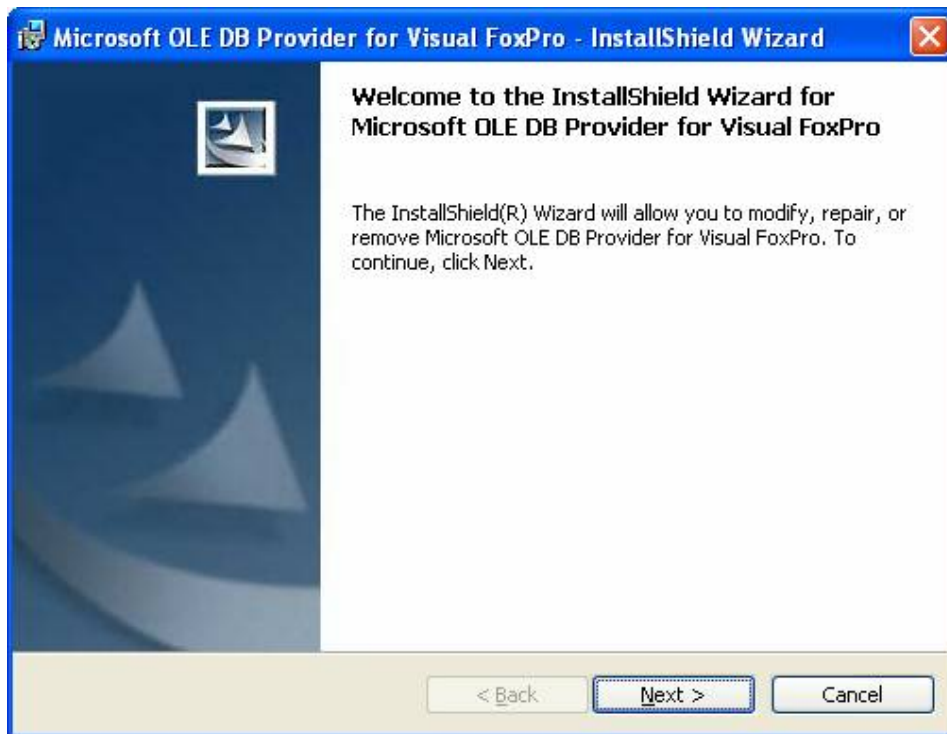 Microsoft OLE DB Provider for Visual FoxPro - InstallShield Wizard
Welcome to the InstallShield Wizard for
Microsoft OLE DB Provider for Visual FoxPro
The InstallShield(R) Wizard will allow you to modify, repair, or
remove Microsoft OLE DB Provider for Visual FoxPro. To
continue, click Next.
< Back Next > Cancel